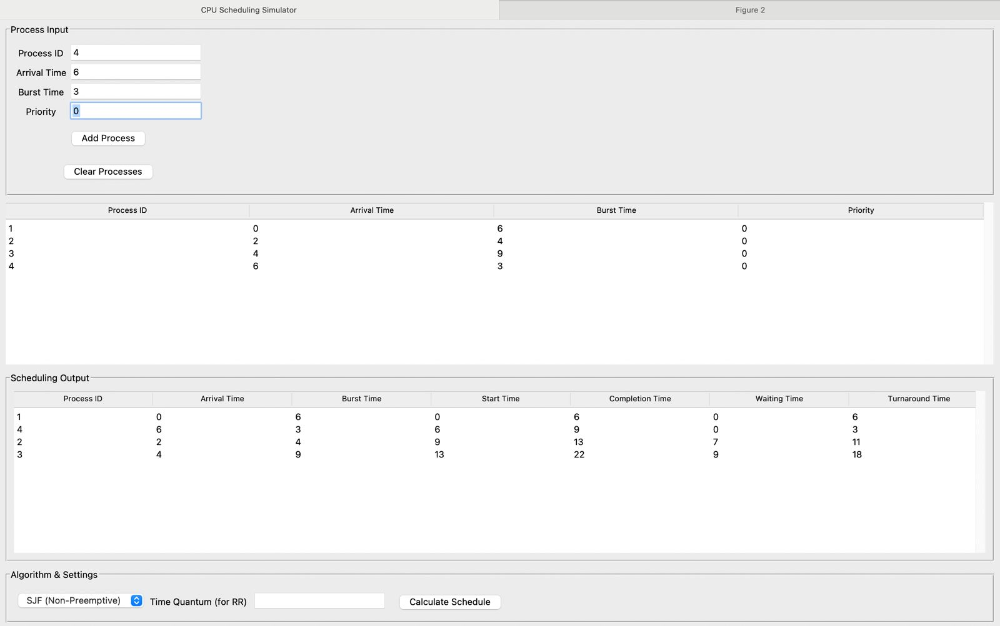 CPU Scheduling Simulator Figure 2
Process Input
Process ID 4
Arrival Time 6
Burst Time 3
Priority 0
Add Process
Clear Processes
Process ID Arrival Time Burst Time Priority
1 0 6 0
2 2 4 0
3 4 9 0
4 6 3 0
Scheduling Output
Process ID Arrival Time Burst Time Start Time Completion Time Waiting Time Turnaround Time
1 0 6 0 6 0 6
4 6 3 6 9 0 3
2 2 4 9 13 7 11
3 4 9 13 22 9 18
Algorithm & Settings
SJF (Non-Preemptive) Time Quantum (for RR) Calculate Schedule